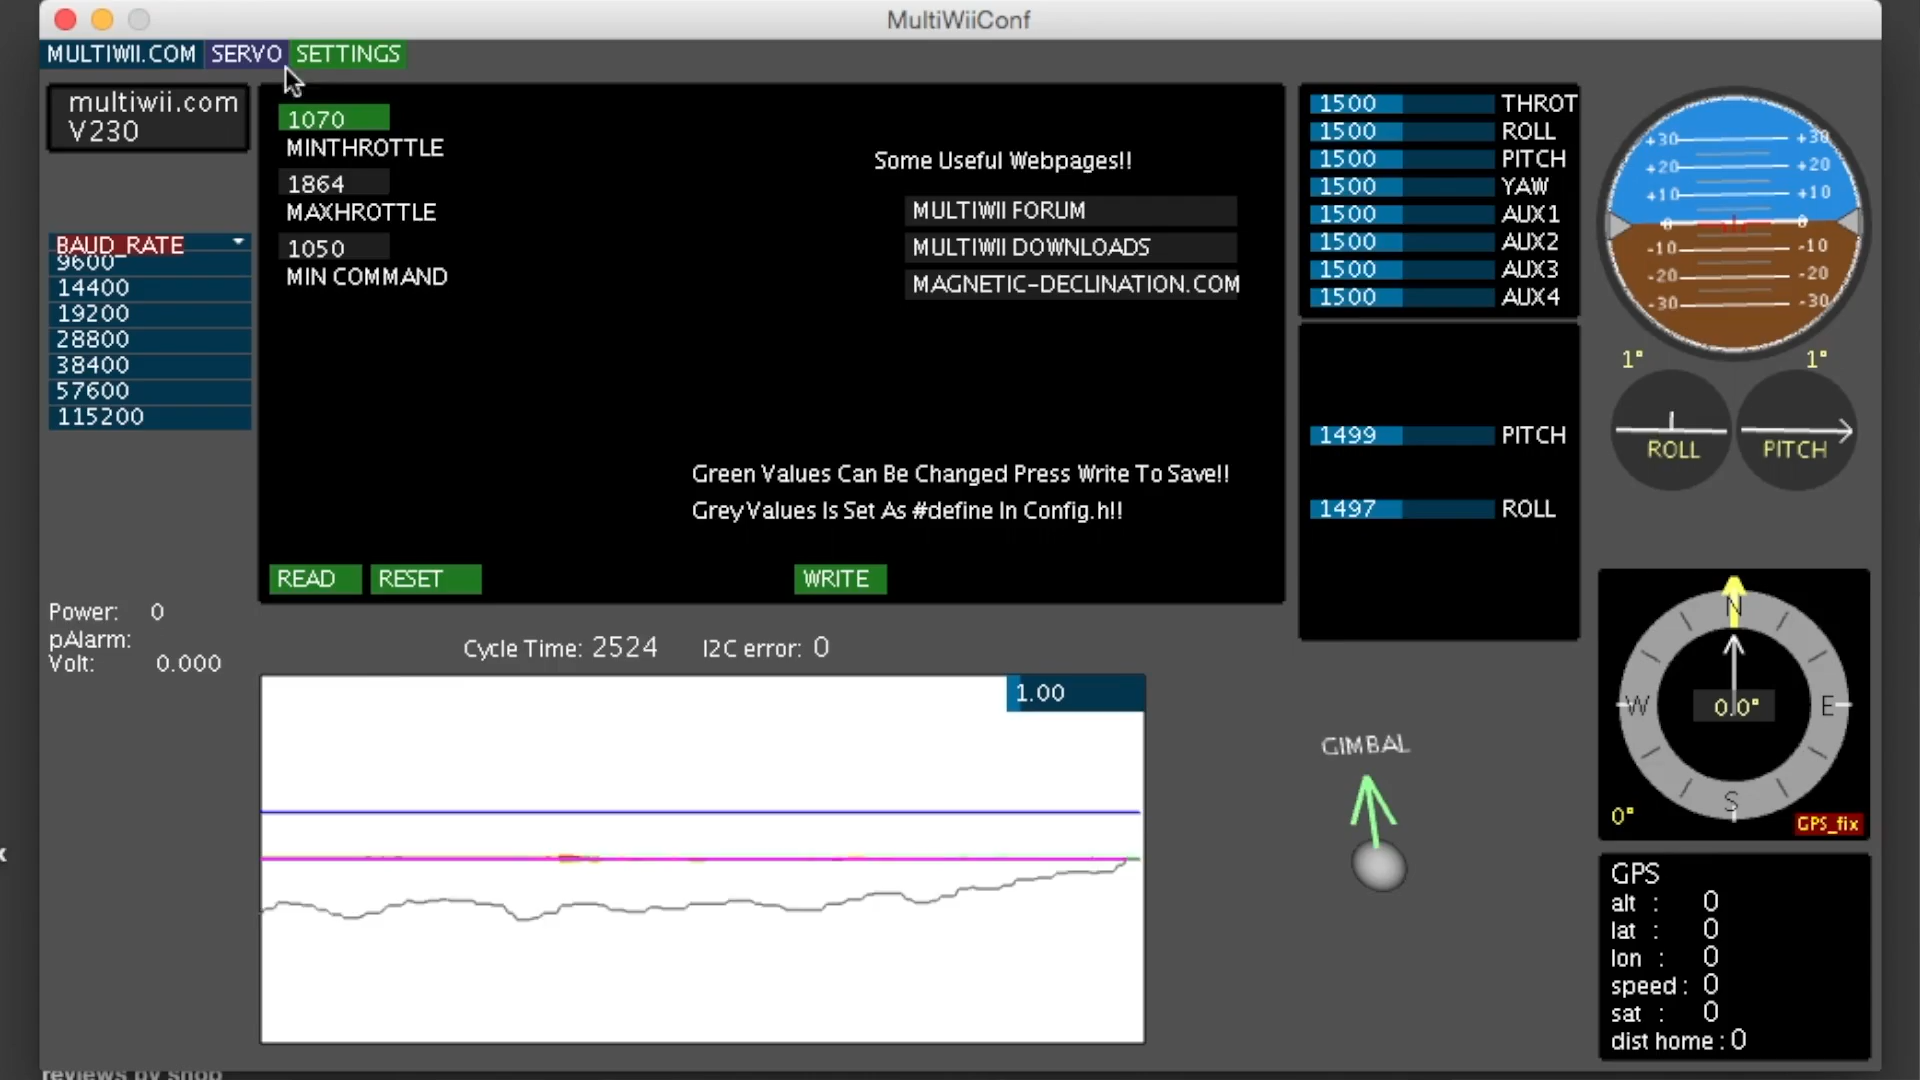 MultiWiiConf
MULTIWII.COM SERVO SETTINGS
multiwii.com
V230
BAUD_RATE
9600
14400
19200
28800
38400
57600
115200
Power: 0
pAlarm:
Volt: 0.000
1070
MINTHROTTLE
1864
MAXHROTTLE
1050
MIN COMMAND
Some Useful Webpages!!
MULTIWII FORUM
MULTIWII DOWNLOADS
MAGNETIC-DECLINATION.COM
Green Values Can Be Changed Press Write To Save!!
Grey Values Is Set As #define In Config.h!!
READ RESET WRITE
Cycle Time: 2524 I2C error: 0
1.00
1500 THROT
1500 ROLL
1500 PITCH
1500 YAW
1500 AUX1
1500 AUX2
1500 AUX3
1500 AUX4
1499 PITCH
1497 ROLL
GIMBAL
+30 +30
+20 +20
+10 +10
0 0
-10 -10
-20 -20
-30 -30
1° 1°
ROLL PITCH
N
W 0.0° E
S
0° GPS_fix
GPS
alt : 0
lat : 0
lon : 0
speed : 0
sat : 0
dist home : 0
reviews by shop